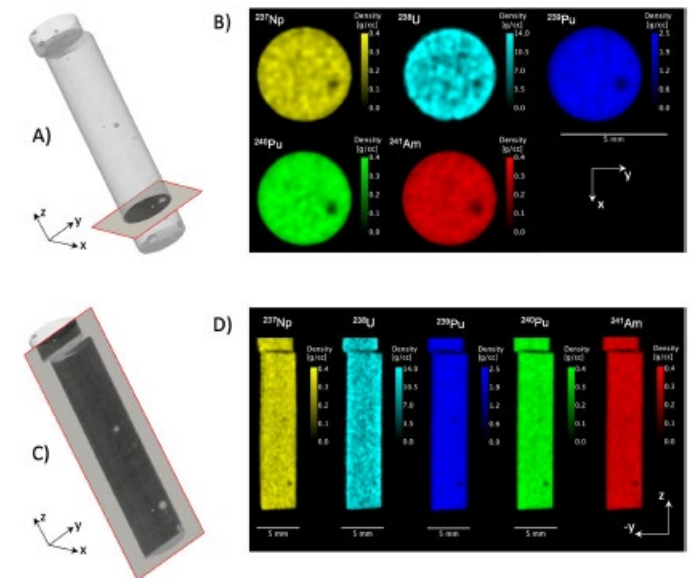 A)
z
y
x
B)
237Np
Density
[g/cc]
0.4
0.3
0.2
0.1
0.0
238U
Density
[g/cc]
14.0
10.5
7.0
3.5
0.0
239Pu
Density
[g/cc]
2.5
1.9
1.2
0.6
0.0
5 mm
240Pu
Density
[g/cc]
0.4
0.3
0.2
0.1
0.0
241Am
Density
[g/cc]
0.4
0.3
0.2
0.1
0.0
y
x
C)
z
y
x
D)
237Np
Density
[g/cc]
0.4
0.3
0.2
0.1
0.0
5 mm
238U
Density
[g/cc]
14.0
10.5
7.0
3.5
0.0
5 mm
239Pu
Density
[g/cc]
2.5
1.9
1.2
0.6
0.0
5 mm
240Pu
Density
[g/cc]
0.4
0.3
0.2
0.1
0.0
5 mm
241Am
Density
[g/cc]
0.4
0.3
0.2
0.1
0.0
5 mm
z
-y